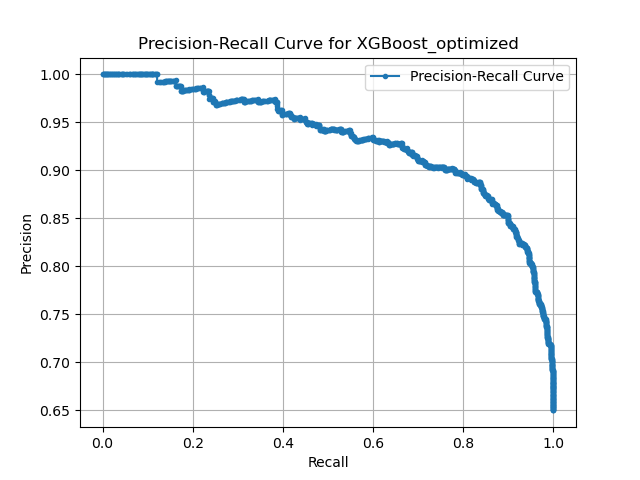 Precision-Recall Curve for XGBoost_optimized
Precision-Recall Curve
1.00
0.95
0.90
0.85
0.80
0.75
0.70
0.65
Precision
0.0 0.2 0.4 0.6 0.8 1.0
Recall